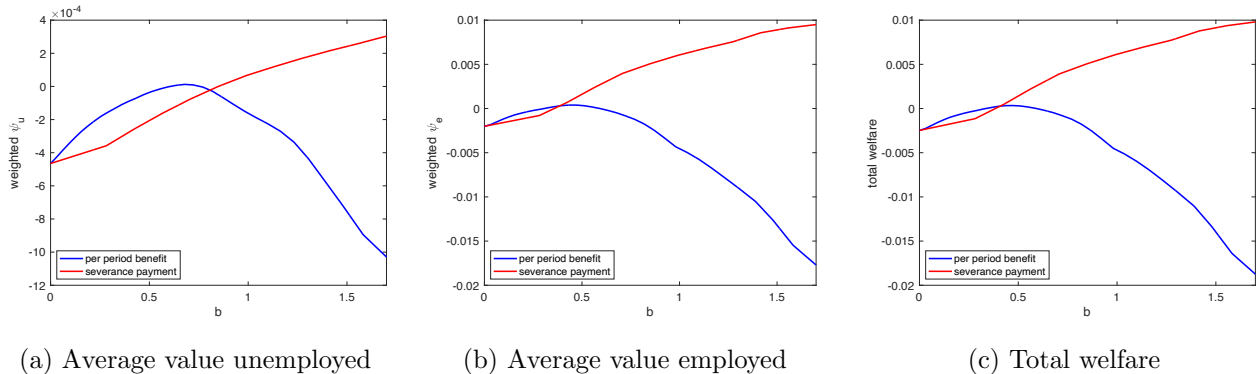 ×10⁻⁴
4
2
0
-2
-4
-6
-8
-10
-12
weighted ψ_u
per period benefit
severance payment
0 0.5 1 1.5
b
(a) Average value unemployed
0.01
0.005
0
-0.005
-0.01
-0.015
-0.02
weighted ψ_e
per period benefit
severance payment
0 0.5 1 1.5
b
(b) Average value employed
0.01
0.005
0
-0.005
-0.01
-0.015
-0.02
total welfare
per period benefit
severance payment
0 0.5 1 1.5
b
(c) Total welfare